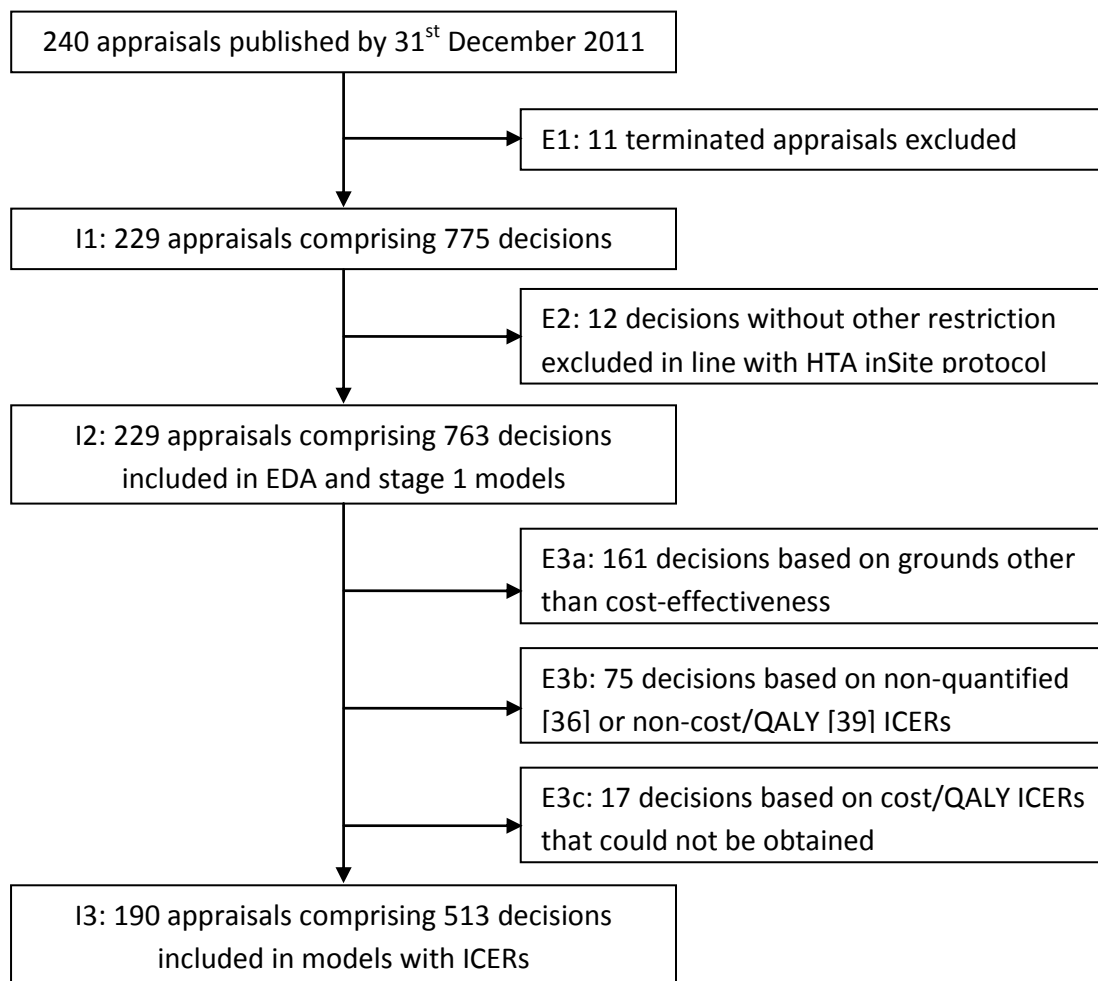 240 appraisals published by 31st December 2011
E1: 11 terminated appraisals excluded
I1: 229 appraisals comprising 775 decisions
E2: 12 decisions without other restriction
excluded in line with HTA inSite protocol
I2: 229 appraisals comprising 763 decisions
included in EDA and stage 1 models
E3a: 161 decisions based on grounds other
than cost-effectiveness
E3b: 75 decisions based on non-quantified
[36] or non-cost/QALY [39] ICERs
E3c: 17 decisions based on cost/QALY ICERs
that could not be obtained
I3: 190 appraisals comprising 513 decisions
included in models with ICERs